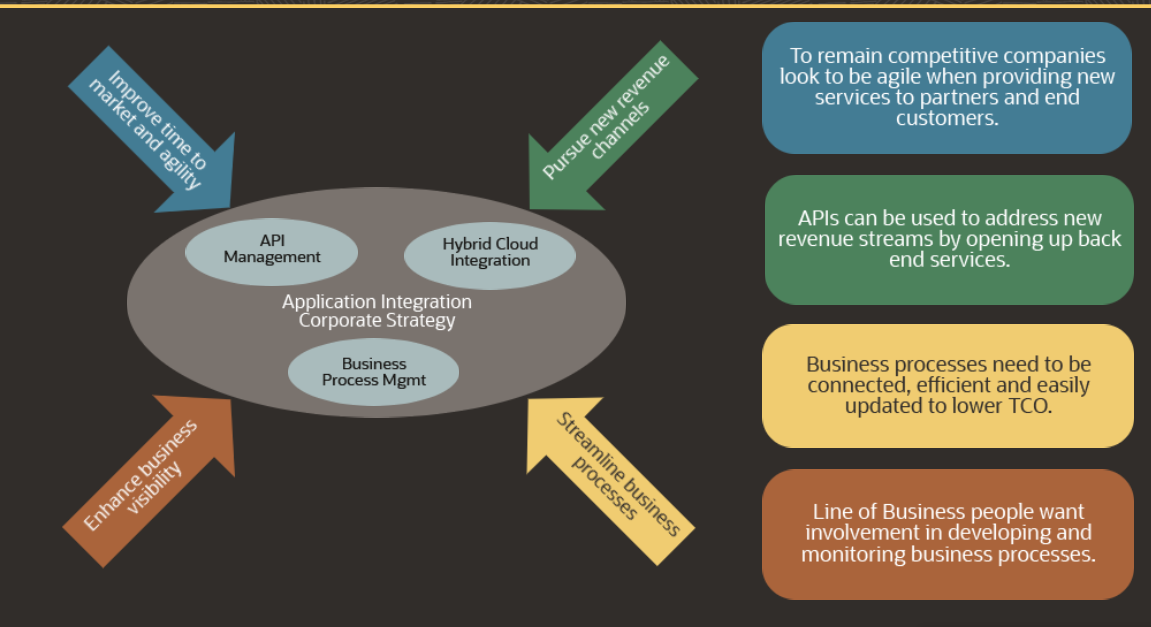 Improve time to
market and agility
Pursue new revenue
channels
API
Management
Hybrid Cloud
Integration
Application Integration
Corporate Strategy
Business
Process Mgmt
Enhance business
visibility
Streamline business
processes
To remain competitive companies
look to be agile when providing new
services to partners and end
customers.
APIs can be used to address new
revenue streams by opening up back
end services.
Business processes need to be
connected, efficient and easily
updated to lower TCO.
Line of Business people want
involvement in developing and
monitoring business processes.